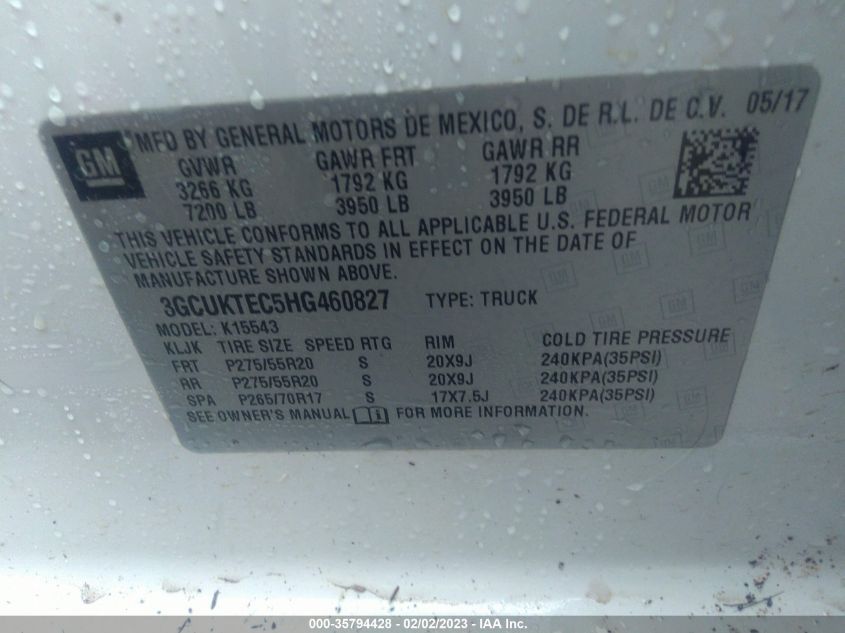 MFD BY GENERAL MOTORS DE MEXICO, S. DE R.L. DE C.V. 05/17
GM
GVWR GAWR FRT GAWR RR
3266 KG 1792 KG 1792 KG
7200 LB 3950 LB 3950 LB
THIS VEHICLE CONFORMS TO ALL APPLICABLE U.S. FEDERAL MOTOR
VEHICLE SAFETY STANDARDS IN EFFECT ON THE DATE OF
MANUFACTURE SHOWN ABOVE.
3GCUKTEC5HG460827 TYPE: TRUCK
MODEL: K15543
KLJK TIRE SIZE SPEED RTG RIM COLD TIRE PRESSURE
FRT P275/55R20 S 20X9J 240KPA(35PSI)
RR P275/55R20 S 20X9J 240KPA(35PSI)
SPA P265/70R17 S 17X7.5J 240KPA(35PSI)
SEE OWNER'S MANUAL FOR MORE INFORMATION.
000-35794428 - 02/02/2023 - IAA Inc.